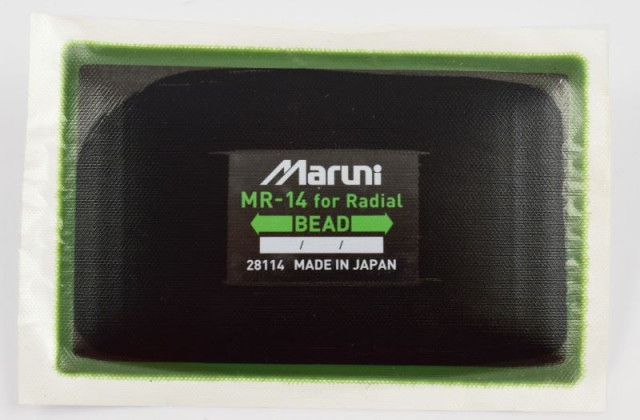 Maruni
MR-14 for Radial
BEAD
/ /
28114 MADE IN JAPAN